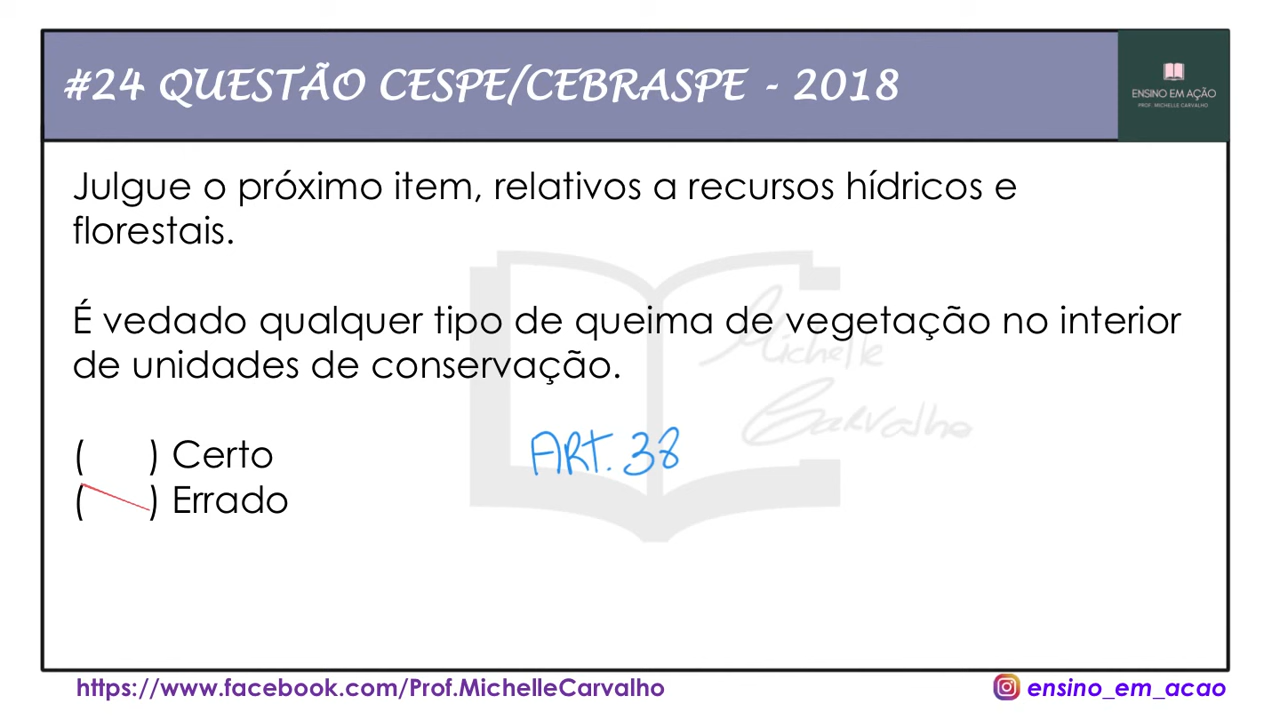 #24 QUESTÃO CESPE/CEBRASPE - 2018
ENSINO EM AÇÃO
PROF. MICHELLE CARVALHO
Julgue o próximo item, relativos a recursos hídricos e
florestais.
É vedado qualquer tipo de queima de vegetação no interior
de unidades de conservação.
Michelle
Carvalho
( ) Certo
ART. 38
( ) Errado
https://www.facebook.com/Prof.MichelleCarvalho
ensino_em_acao